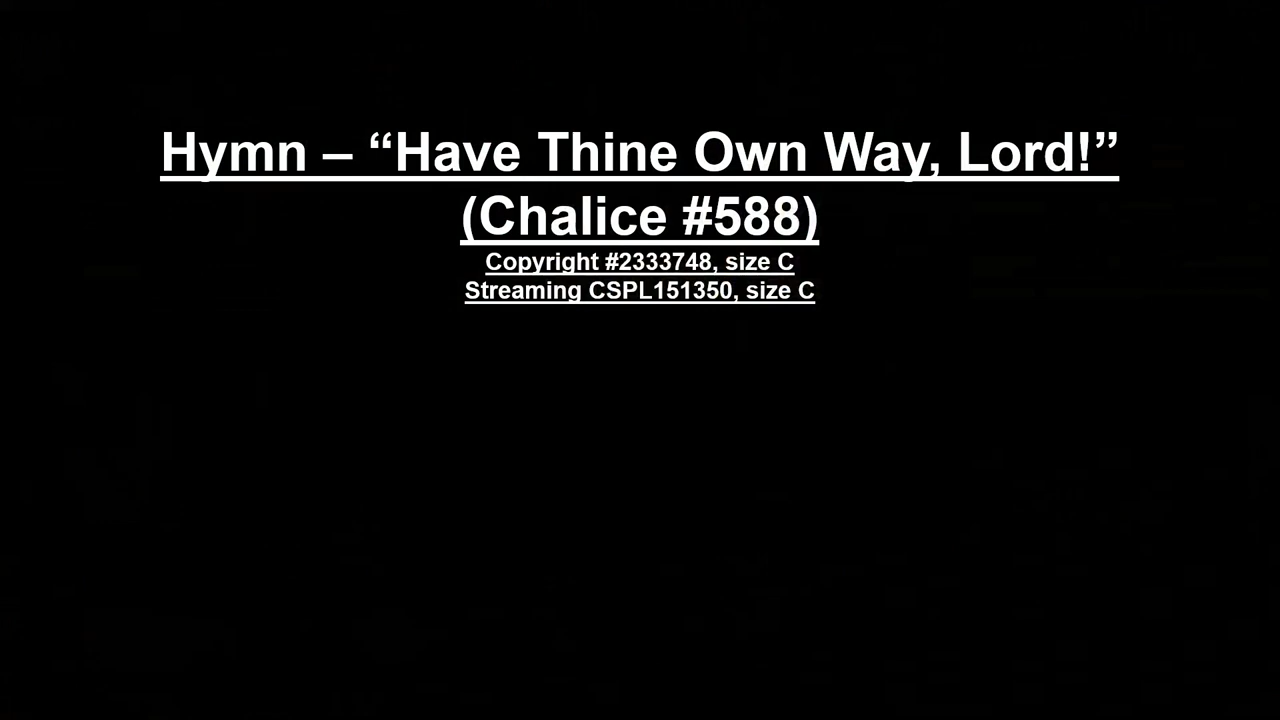 Hymn – “Have Thine Own Way, Lord!”
(Chalice #588)
Copyright #2333748, size C
Streaming CSPL151350, size C